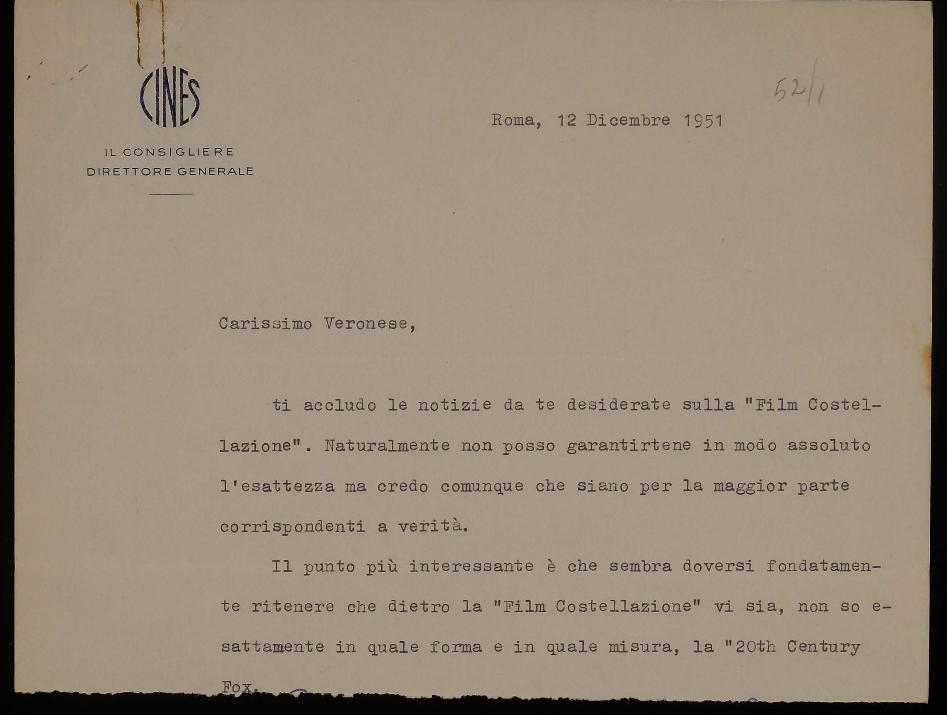 CINES
IL CONSIGLIERE
DIRETTORE GENERALE
52/1
Roma, 12 Dicembre 1951
Carissimo Veronese,
ti accludo le notizie da te desiderate sulla "Film Costel-
lazione". Naturalmente non posso garantirtene in modo assoluto
l'esattezza ma credo comunque che siano per la maggior parte
corrispondenti a verità.
Il punto più interessante è che sembra doversi fondatamen-
te ritenere che dietro la "Film Costellazione" vi sia, non so e-
sattamente in quale forma e in quale misura, la "20th Century
Fox.